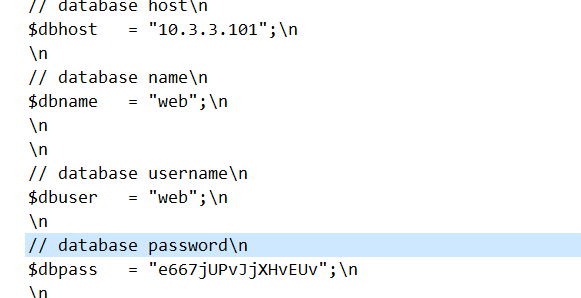 // database host\n
$dbhost   = "10.3.3.101";\n
\n
// database name\n
$dbname   = "web";\n
\n
\n
// database username\n
$dbuser   = "web";\n
\n
// database password\n
$dbpass   = "e667jUPvJjXHvEUv";\n
\n